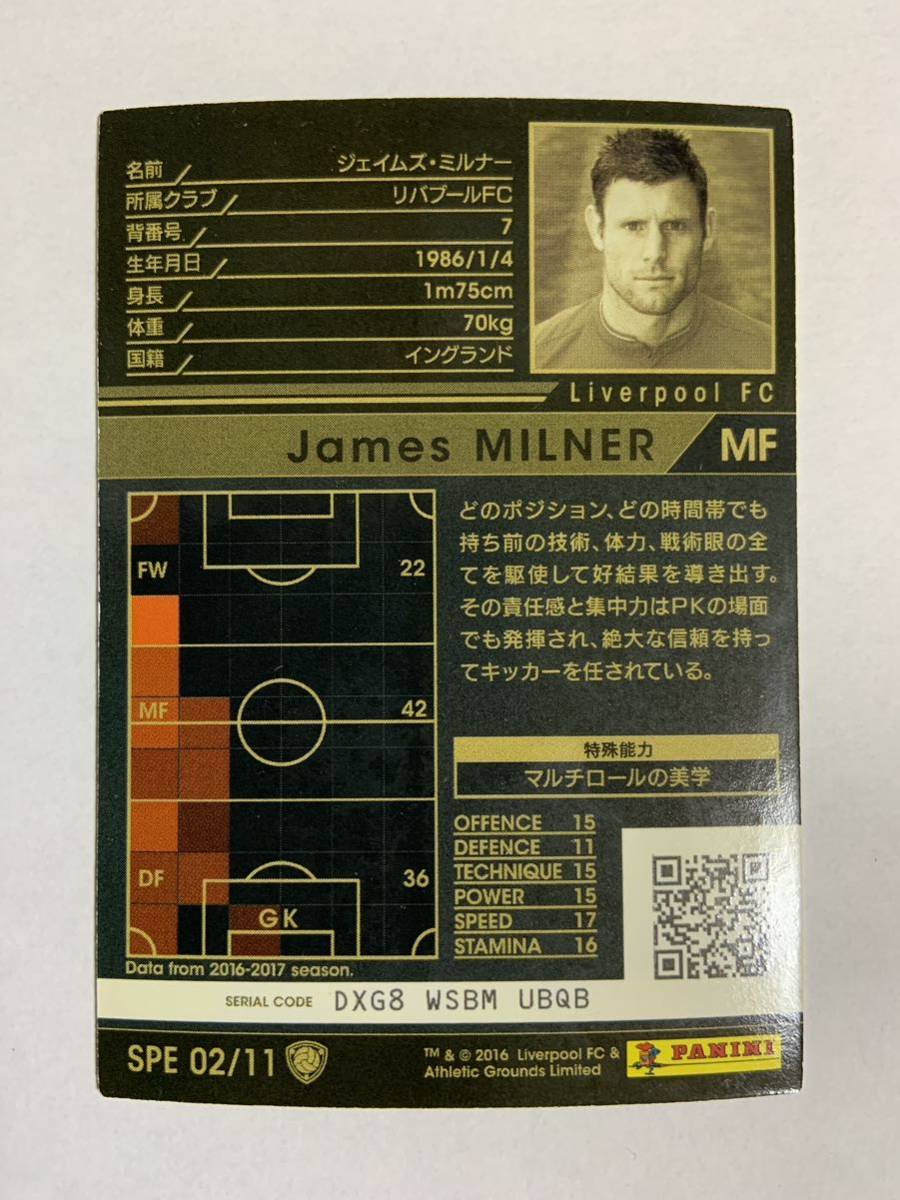 名前 ジェイムズ・ミルナー
所属クラブ リバプールFC
背番号 7
生年月日 1986/1/4
身長 1m75cm
体重 70kg
国籍 イングランド
Liverpool FC
James MILNER MF
FW 22
MF 42
DF 36
GK
Data from 2016-2017 season.
どのポジション、どの時間帯でも
持ち前の技術、体力、戦術眼の全
てを駆使して好結果を導き出す。
その責任感と集中力はPKの場面
でも発揮され、絶大な信頼を持っ
てキッカーを任されている。
特殊能力
マルチロールの美学
OFFENCE 15
DEFENCE 11
TECHNIQUE 15
POWER 15
SPEED 17
STAMINA 16
SERIAL CODE DXG8 WSBM UBQB
SPE 02/11
TM & © 2016 Liverpool FC &
Athletic Grounds Limited
PANINI